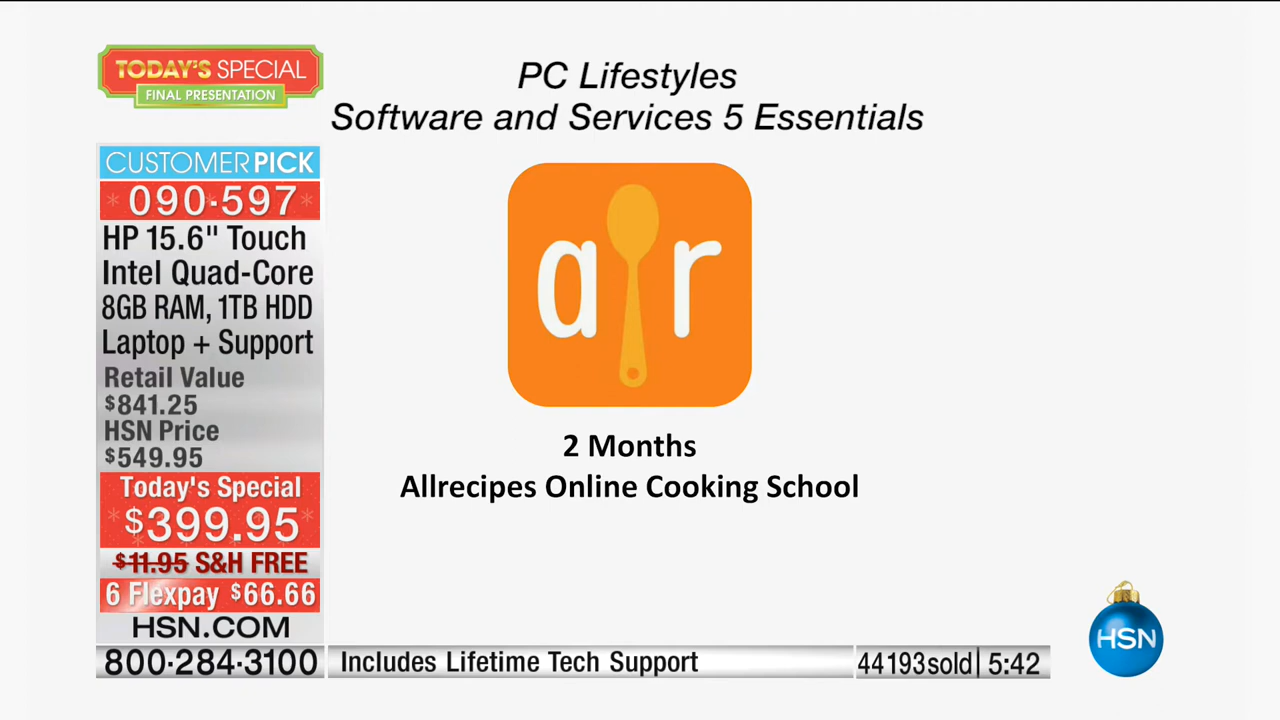 TODAY'S SPECIAL
FINAL PRESENTATION
PC Lifestyles
Software and Services 5 Essentials
CUSTOMER PICK
090·597
HP 15.6" Touch
Intel Quad-Core
8GB RAM, 1TB HDD
Laptop + Support
Retail Value
$841.25
HSN Price
$549.95
Today's Special
$399.95
$11.95 S&H FREE
6 Flexpay $66.66
HSN.COM
800·284·3100
a r
2 Months
Allrecipes Online Cooking School
Includes Lifetime Tech Support
44193sold 5:42
HSN